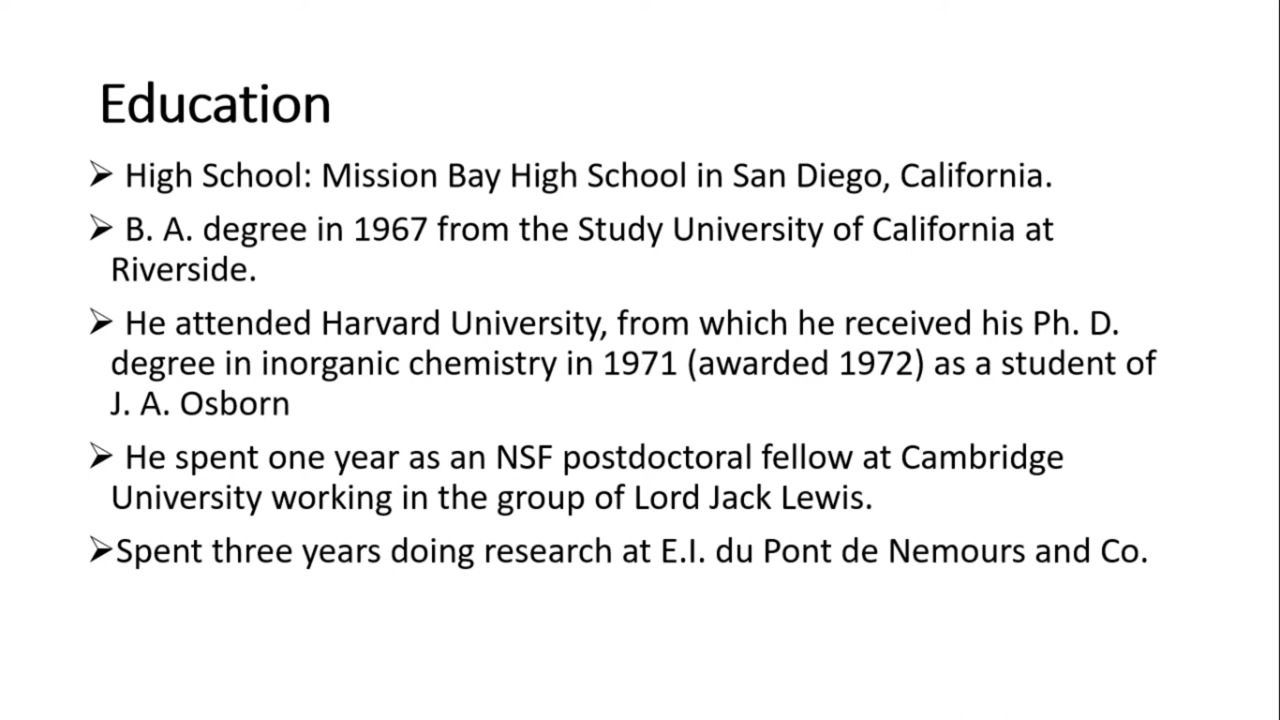 Education
➢ High School: Mission Bay High School in San Diego, California.
➢ B. A. degree in 1967 from the Study University of California at
Riverside.
➢ He attended Harvard University, from which he received his Ph. D.
degree in inorganic chemistry in 1971 (awarded 1972) as a student of
J. A. Osborn
➢ He spent one year as an NSF postdoctoral fellow at Cambridge
University working in the group of Lord Jack Lewis.
➢Spent three years doing research at E.I. du Pont de Nemours and Co.